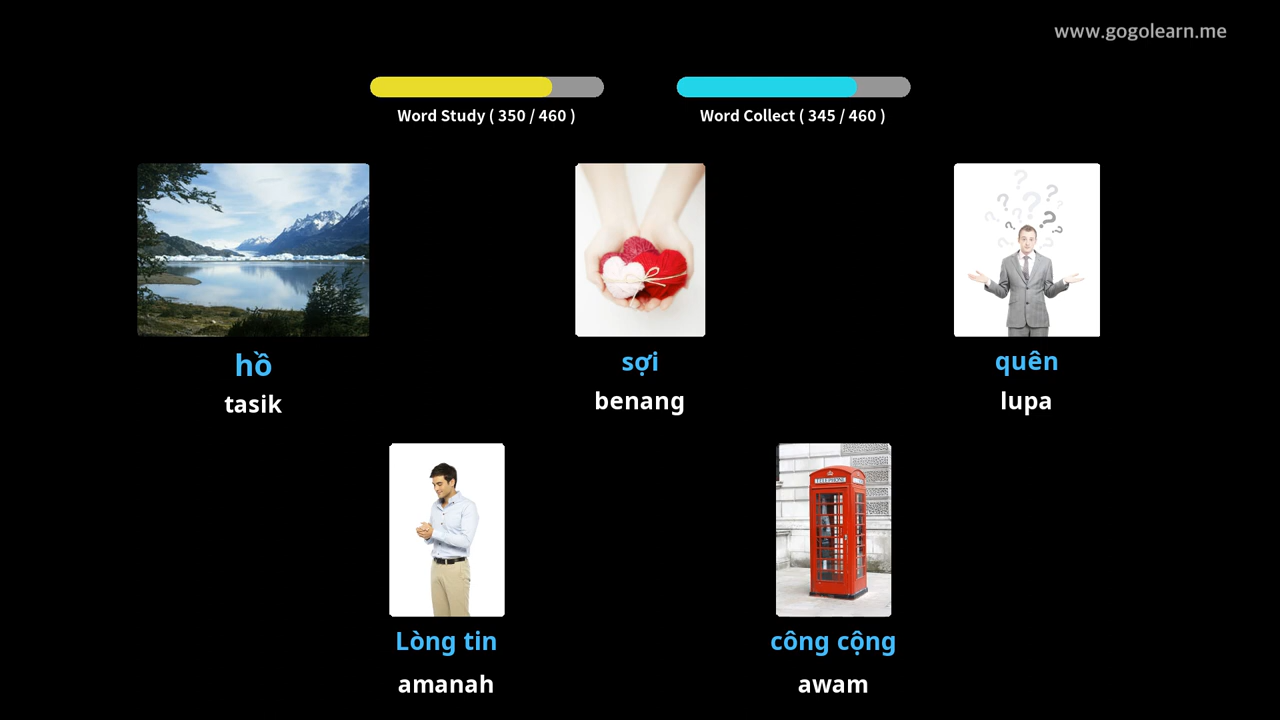 www.gogolearn.me
Word Study ( 350 / 460 )
Word Collect ( 345 / 460 )
hồ
sợi
quên
tasik
benang
lupa
TELEPHONE
Lòng tin
công cộng
amanah
awam